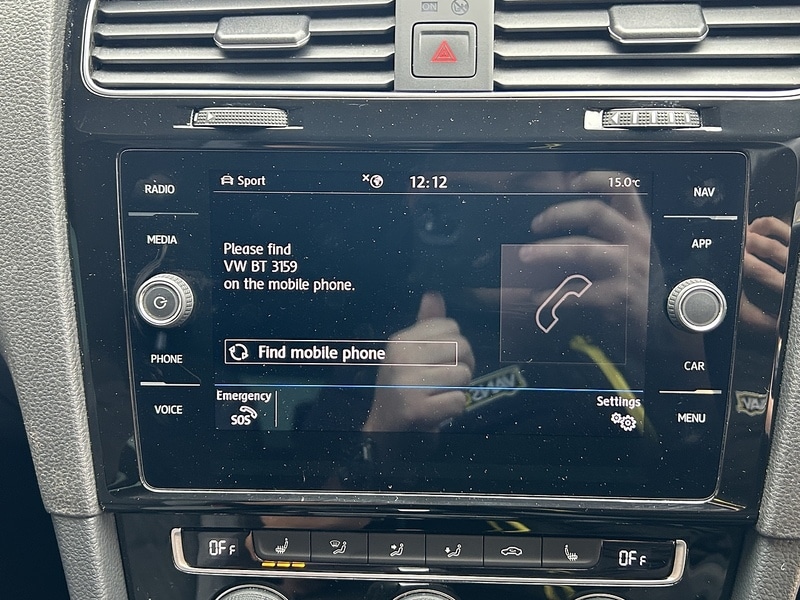 ON
RADIO
MEDIA
PHONE
VOICE
Sport
12:12
15.0°C
Please find
VW BT 3159
on the mobile phone.
Find mobile phone
Emergency
SOS
Settings
NAV
APP
CAR
MENU
OFF
OFF